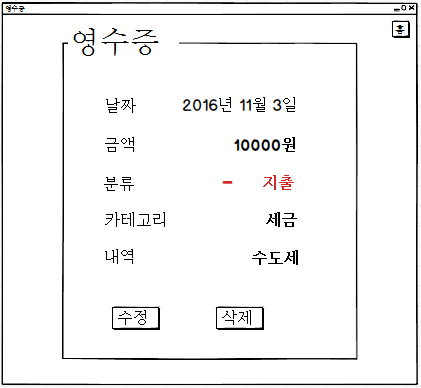 영수증
홈
영수증
날짜 2016년 11월 3일
금액 10000원
분류 - 지출
카테고리 세금
내역 수도세
수정 삭제